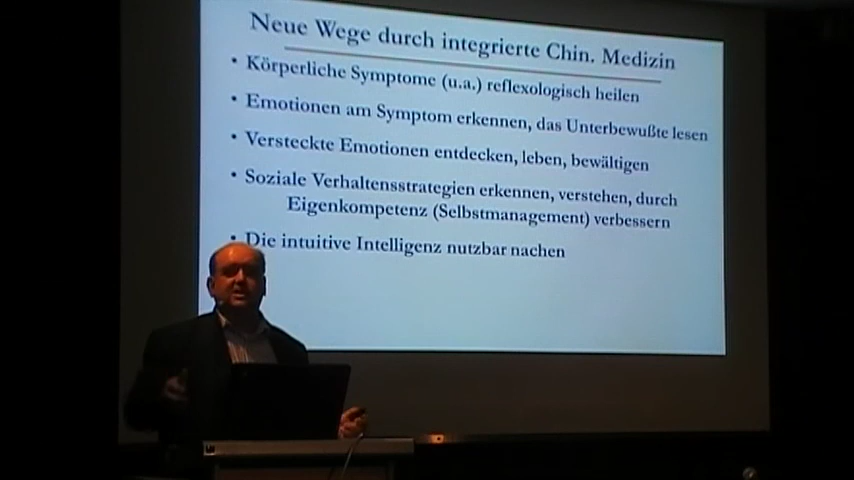 Neue Wege durch integrierte Chin. Medizin
• Körperliche Symptome (u.a.) reflexologisch heilen
• Emotionen am Symptom erkennen, das Unterbewußte lesen
• Versteckte Emotionen entdecken, leben, bewältigen
• Soziale Verhaltensstrategien erkennen, verstehen, durch
Eigenkompetenz (Selbstmanagement) verbessern
• Die intuitive Intelligenz nutzbar nachen